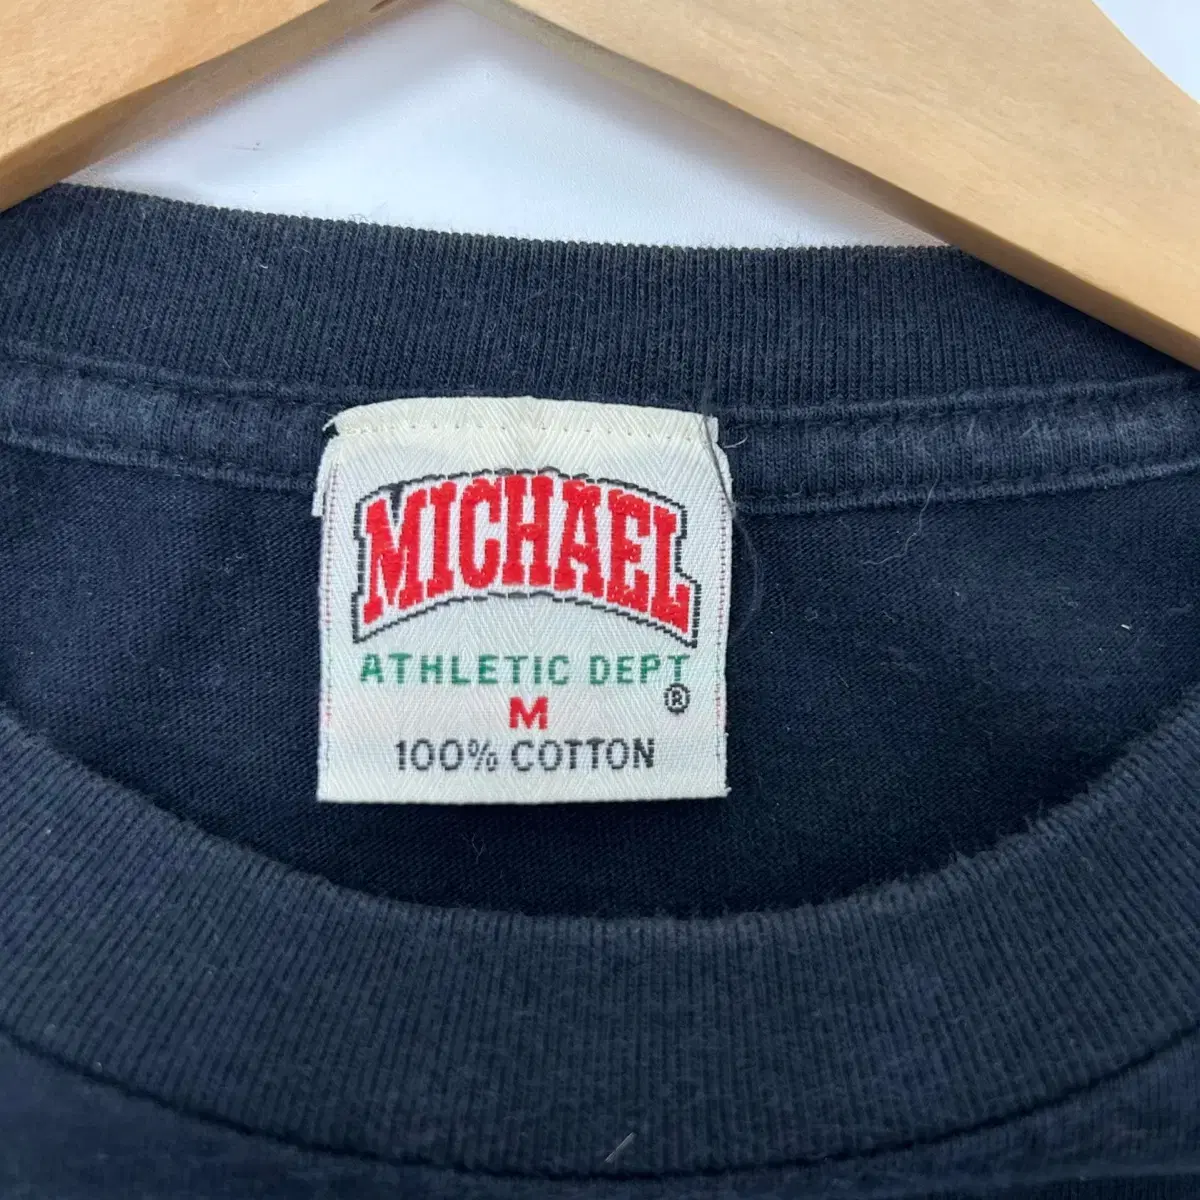 MICHAEL
ATHLETIC DEPT
®
M
100% COTTON